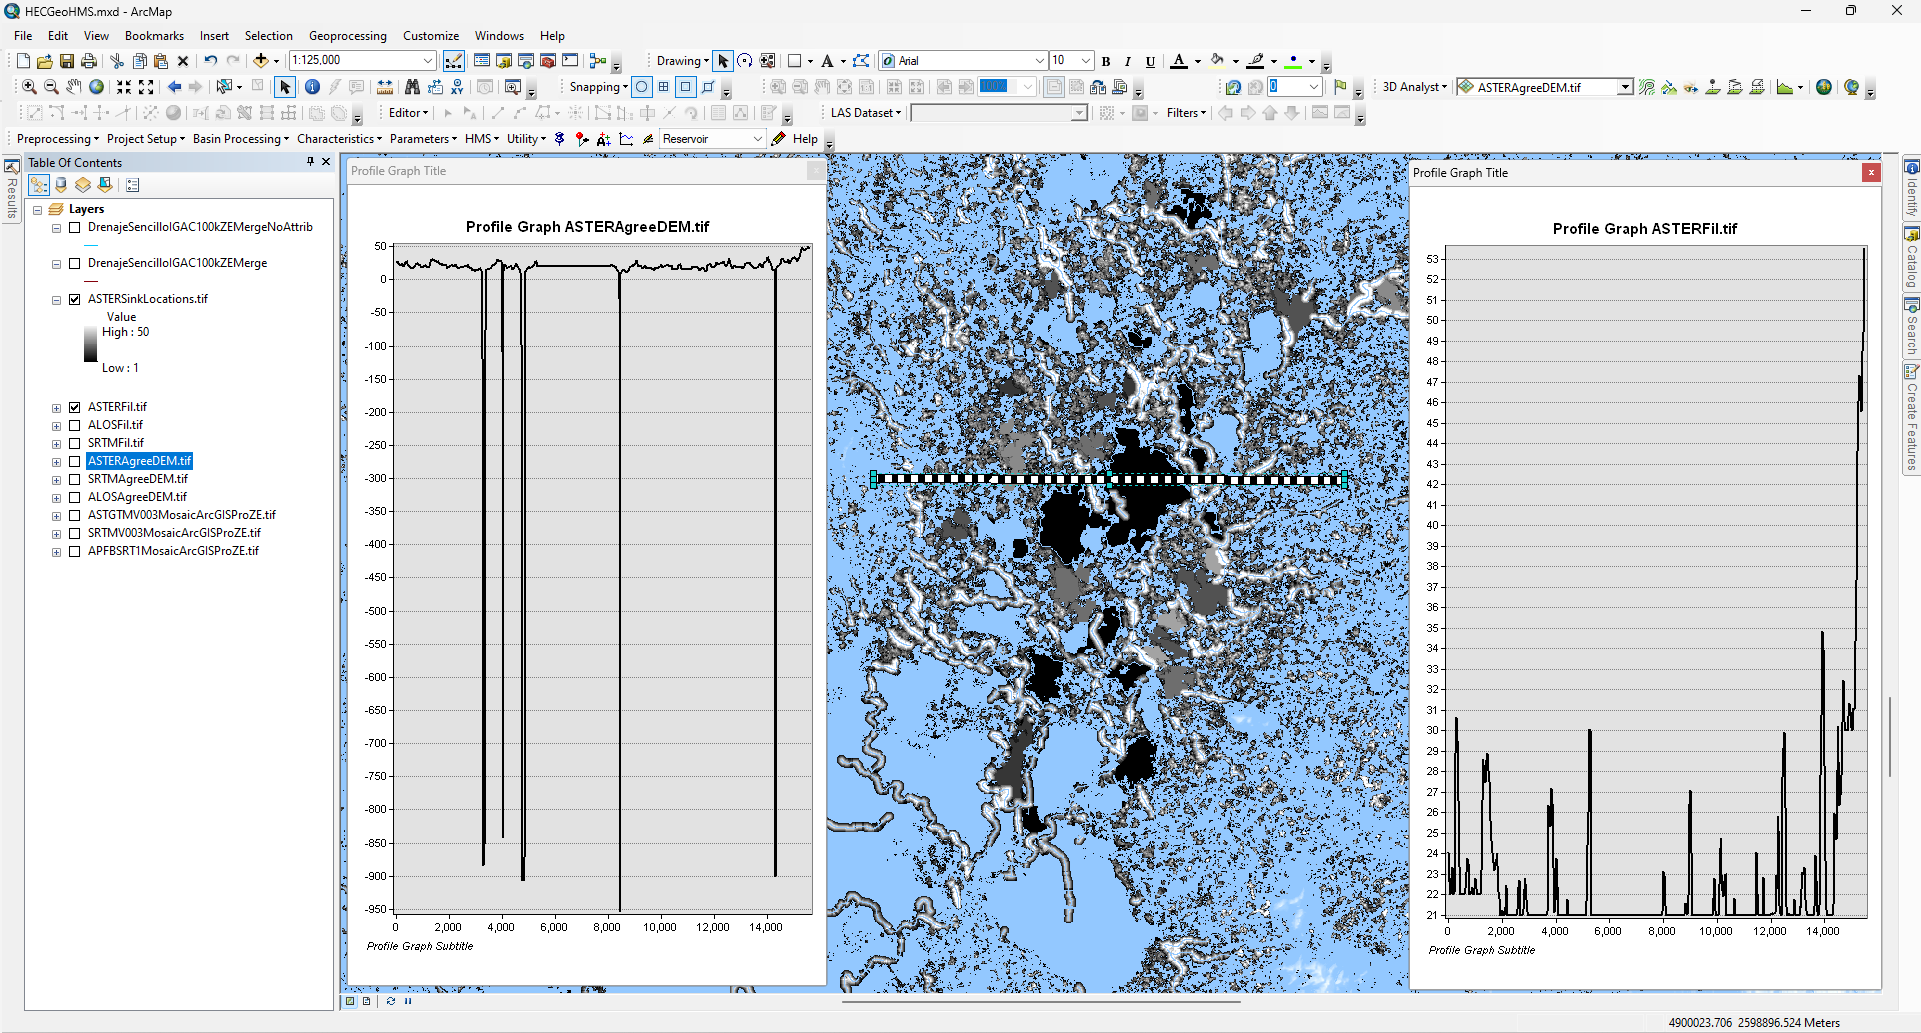 HECGeoHMS.mxd - ArcMap
File Edit View Bookmarks Insert Selection Geoprocessing Customize Windows Help
1:125,000 Drawing Arial 10 B I U A
Snapping 100% 0 3D Analyst ASTERAgreeDEM.tif
Editor LAS Dataset Filters
Preprocessing Project Setup Basin Processing Characteristics Parameters HMS Utility Reservoir Help
Results
Table Of Contents
Layers
DrenajeSencilloIGAC100kZEMergeNoAttrib
DrenajeSencilloIGAC100kZEMerge
ASTERSinkLocations.tif
Value
High : 50
Low : 1
ASTERFil.tif
ALOSFil.tif
SRTMFil.tif
ASTERAgreeDEM.tif
SRTMAgreeDEM.tif
ALOSAgreeDEM.tif
ASTGTMV003MosaicArcGISProZE.tif
SRTMV003MosaicArcGISProZE.tif
APFBSRT1MosaicArcGISProZE.tif
Profile Graph Title
Profile Graph ASTERAgreeDEM.tif
50
0
-50
-100
-150
-200
-250
-300
-350
-400
-450
-500
-550
-600
-650
-700
-750
-800
-850
-900
-950
0 2,000 4,000 6,000 8,000 10,000 12,000 14,000
Profile Graph Subtitle
Profile Graph Title
Profile Graph ASTERFil.tif
53
52
51
50
49
48
47
46
45
44
43
42
41
40
39
38
37
36
35
34
33
32
31
30
29
28
27
26
25
24
23
22
21
0 2,000 4,000 6,000 8,000 10,000 12,000 14,000
Profile Graph Subtitle
Identify
Catalog
Search
Create Features
4900023.706 2598896.524 Meters